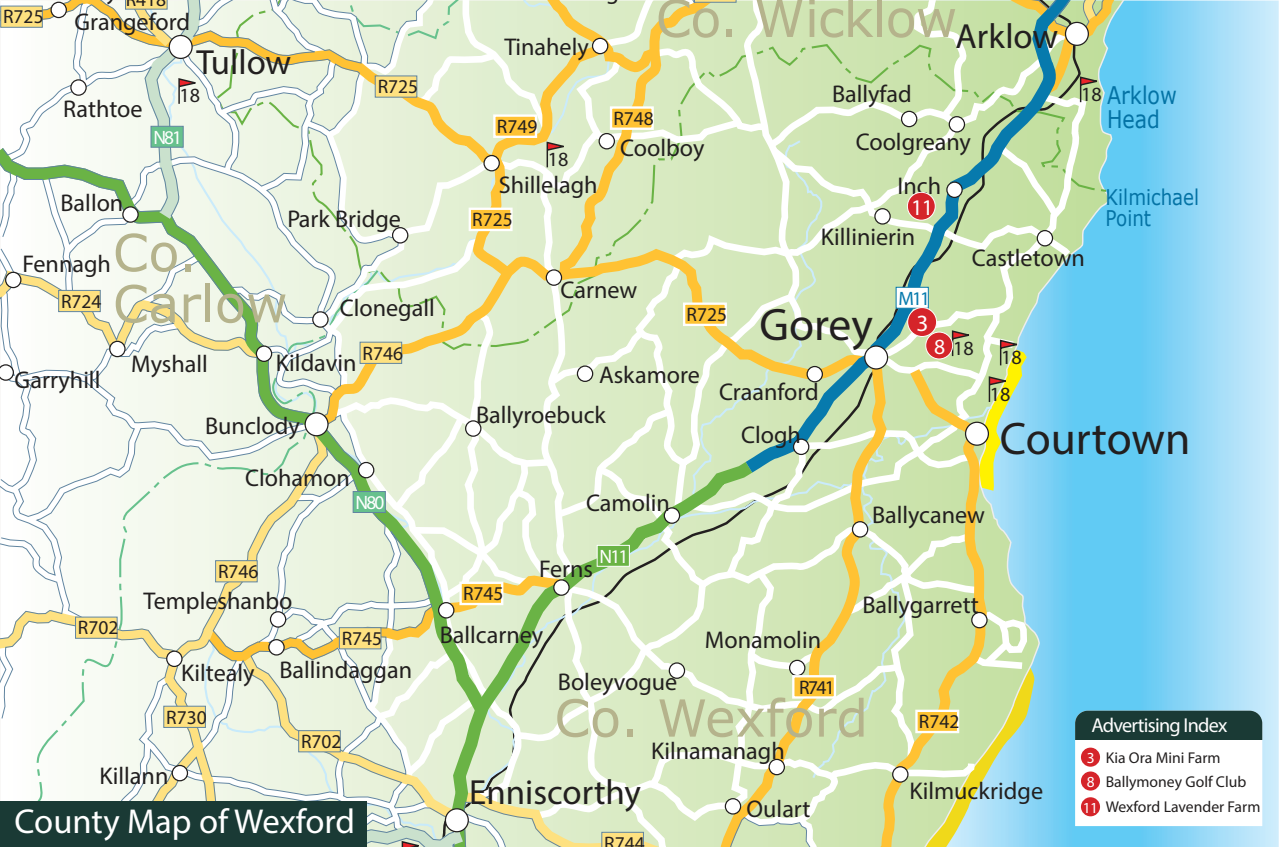 R725
R418
Grangeford
Tullow
18
Rathtoe
N81
Tinahely
Co. Wicklow
Arklow
R725
R749
R748
18
Coolboy
Shillelagh
Ballyfad
Coolgreany
18
Arklow
Head
Inch
11
Kilmichael
Point
Killinierin
Castletown
Ballon
Park Bridge
R725
Co.
Carlow
Fennagh
R724
Clonegall
Carnew
R725
M11
3
Gorey
8
18
18
18
Myshall
Kildavin
R746
Garryhill
Askamore
Craanford
Bunclody
Ballyroebuck
Clogh
Courtown
Clohamon
N80
Camolin
Ballycanew
N11
Ferns
R746
R745
Templeshanbo
Ballygarrett
R702
R745
Ballcarney
Monamolin
Kiltealy
Ballindaggan
Boleyvogue
R741
R730
Co. Wexford
R742
R702
Kilnamanagh
Killann
Enniscorthy
Oulart
Kilmuckridge
R744
County Map of Wexford
Advertising Index
3 Kia Ora Mini Farm
8 Ballymoney Golf Club
11 Wexford Lavender Farm